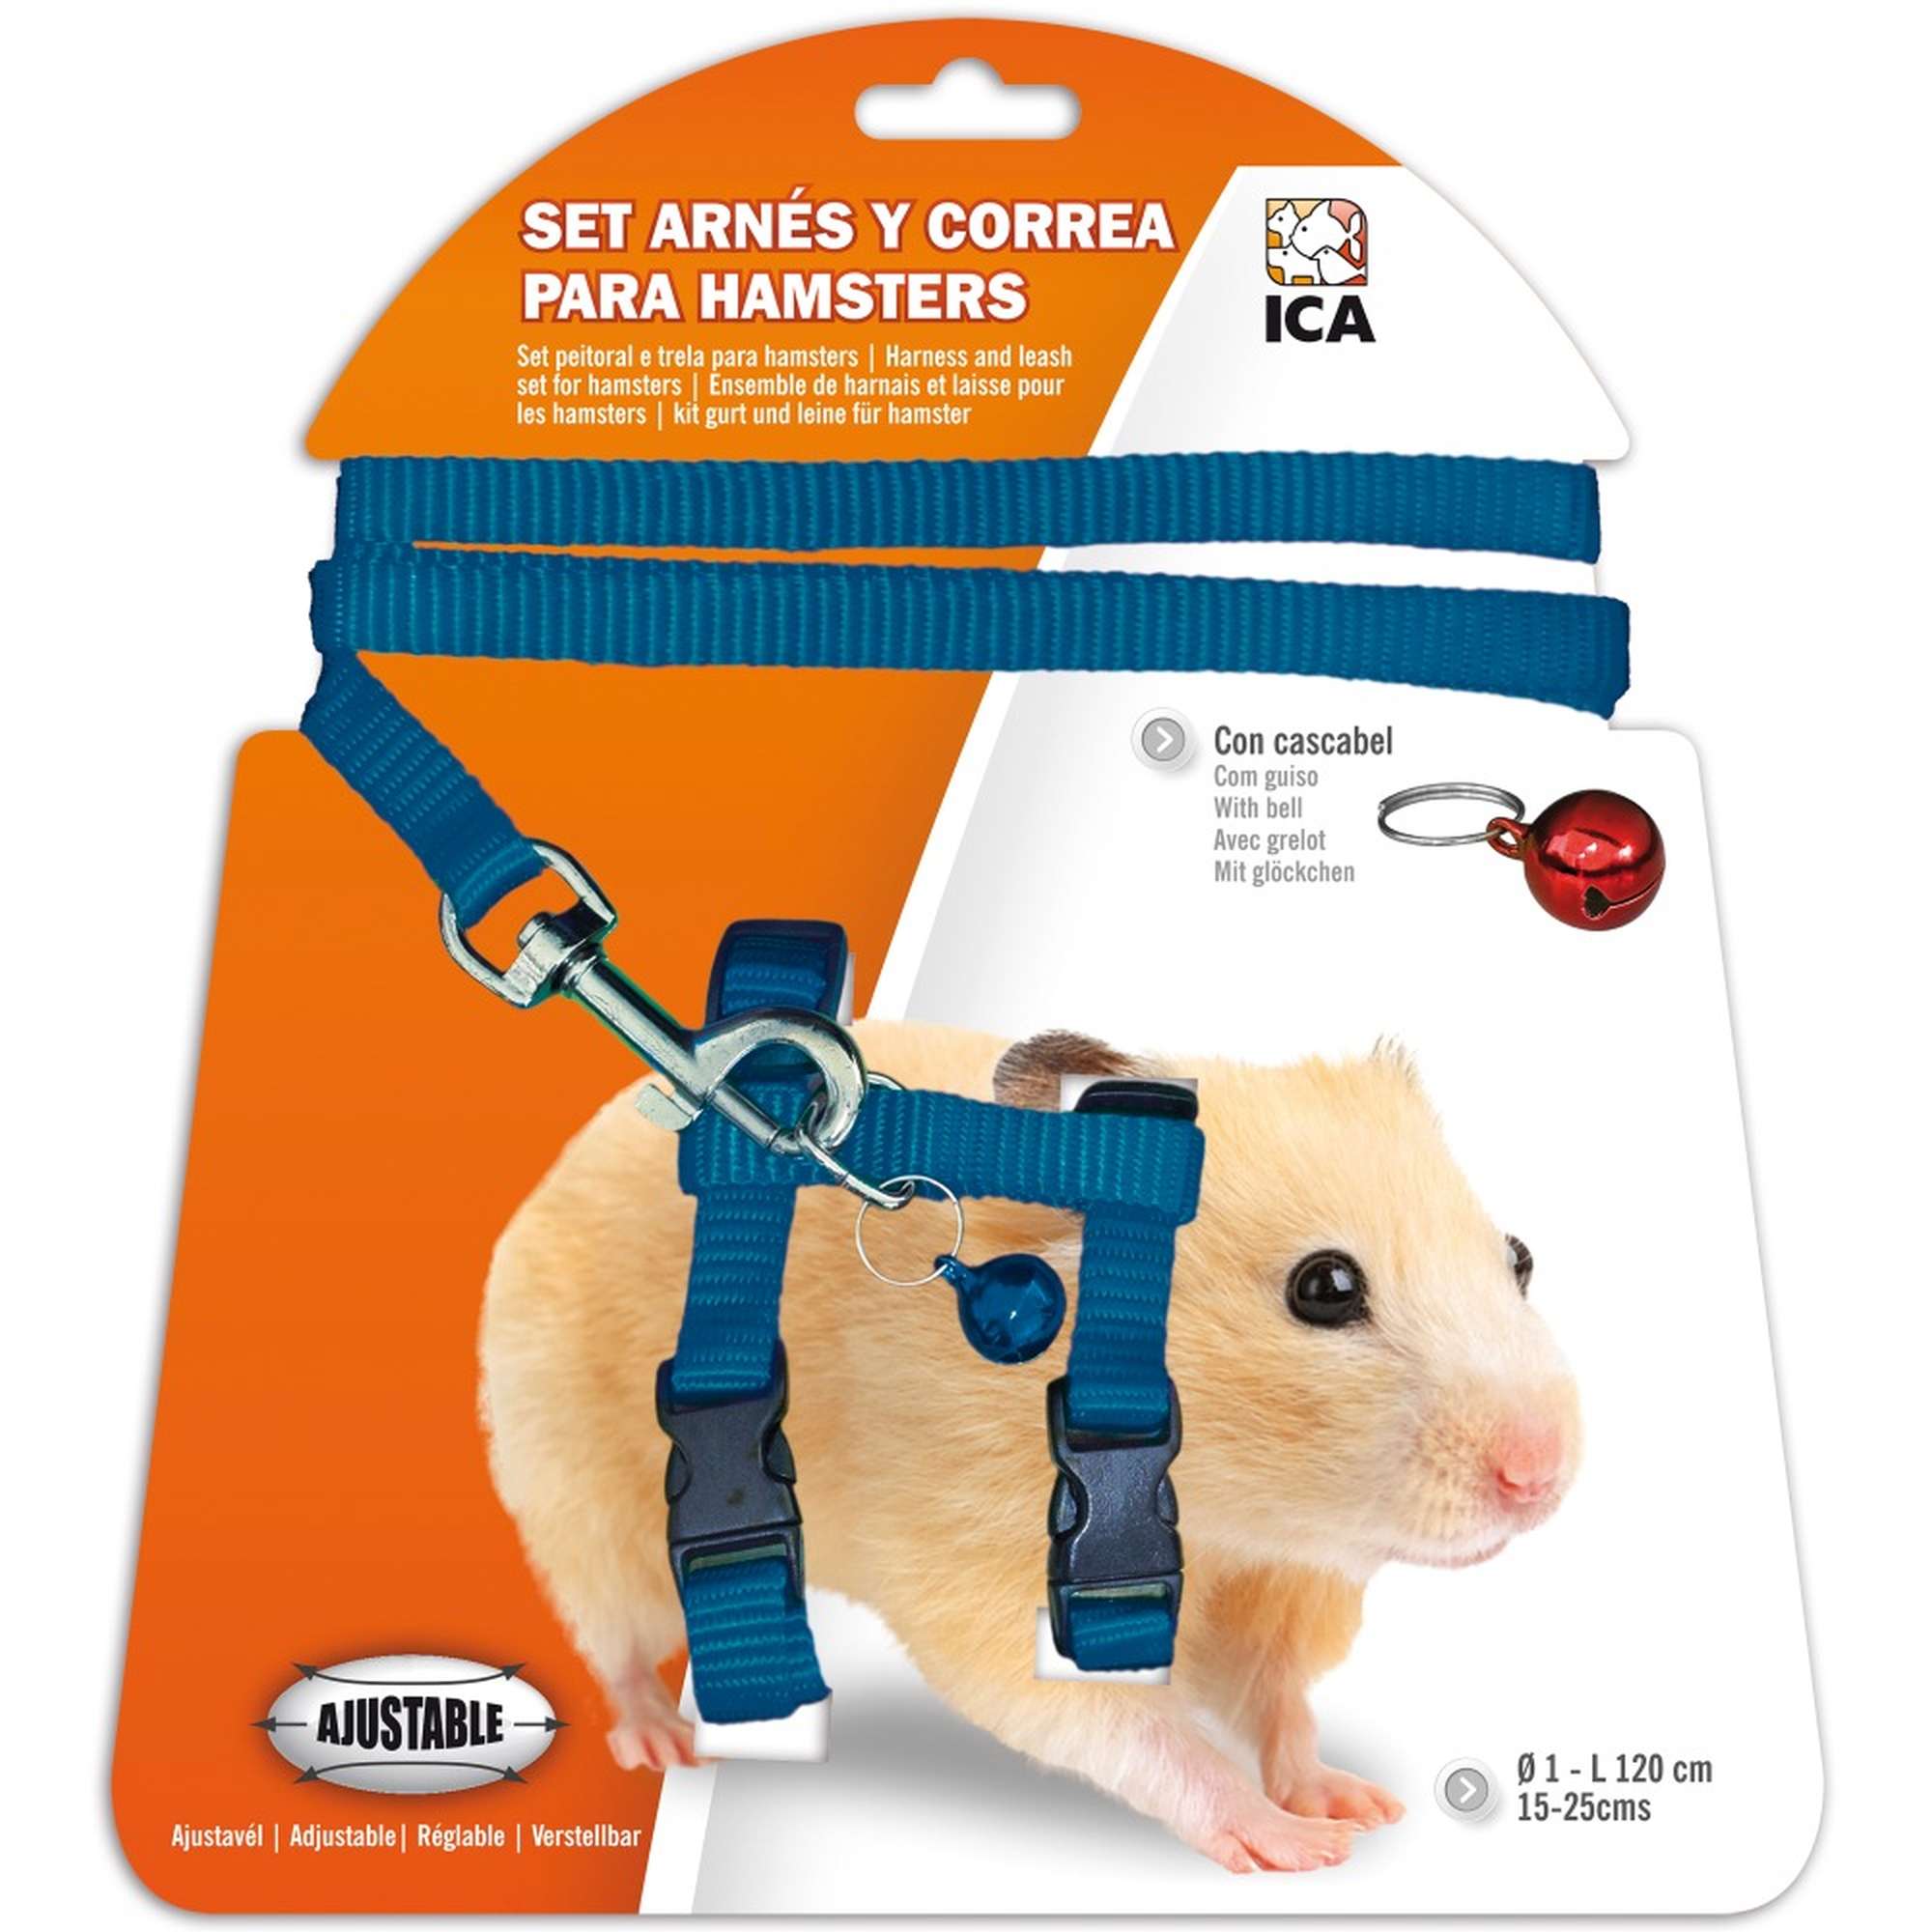 SET ARNÉS Y CORREA
PARA HAMSTERS
Set peitoral e trela para hamsters | Harness and leash
set for hamsters | Ensemble de harnais et laisse pour
les hamsters | kit gurt und leine für hamster
ICA
Con cascabel
Com guiso
With bell
Avec grelot
Mit glöckchen
AJUSTABLE
Ajustavél | Adjustable | Réglable | Verstellbar
Ø 1 - L 120 cm
15-25cms